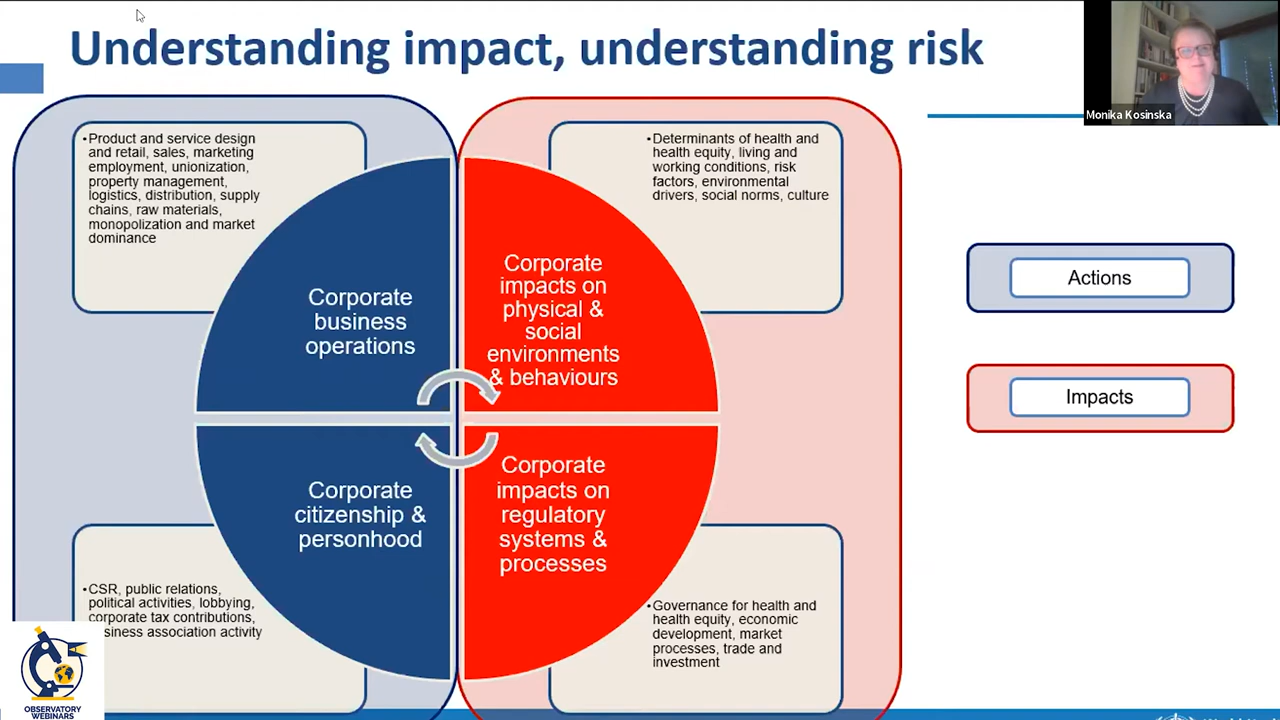 Understanding impact, understanding risk
Monika Kosinska
•Product and service design
and retail, sales, marketing
employment, unionization,
property management,
logistics, distribution, supply
chains, raw materials,
monopolization and market
dominance
•Determinants of health and
health equity, living and
working conditions, risk
factors, environmental
drivers, social norms, culture
Corporate
business
operations
Corporate
impacts on
physical &
social
environments
& behaviours
Actions
Impacts
Corporate
citizenship &
personhood
Corporate
impacts on
regulatory
systems &
processes
•CSR, public relations,
political activities, lobbying,
corporate tax contributions,
association activity
•Governance for health and
health equity, economic
development, market
processes, trade and
investment
OBSERVATORY
WEBINARS